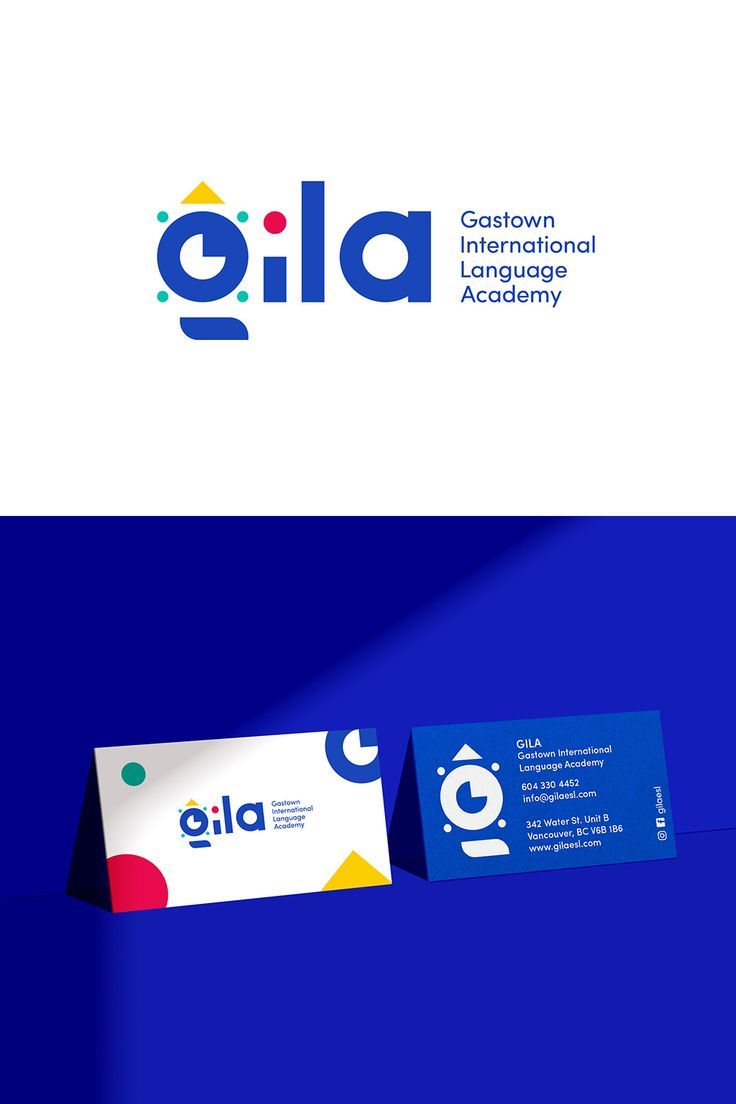 gila
Gastown
International
Language
Academy
gila
Gastown
International
Language
Academy
GILA
Gastown International
Language Academy
604 330 4452
info@gilaesl.com
342 Water St. Unit B
Vancouver, BC V6B 1B6
www.gilaesl.com
gilaesl